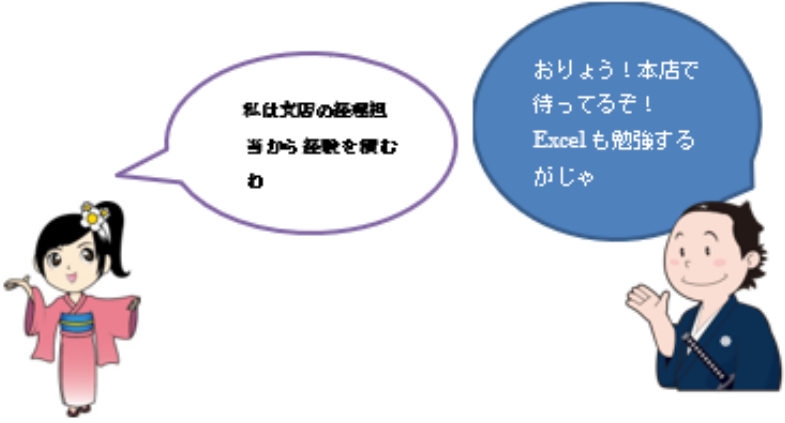 私は支店の経理担
当から経験を積む
わ
おりょう！本店で
待ってるぞ！
Excelも勉強する
がじゃ